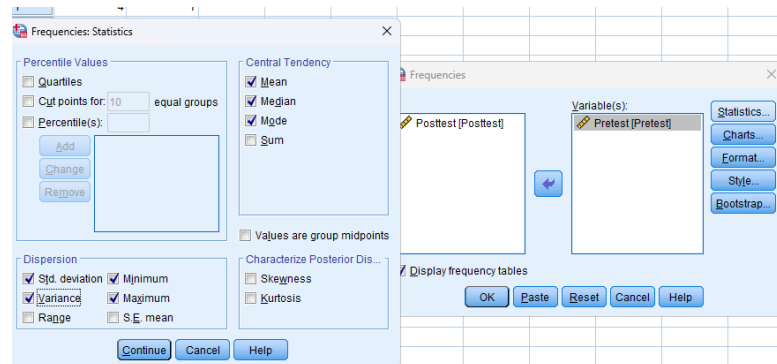 4
Frequencies: Statistics
Percentile Values
Quartiles
Cut points for: 10 equal groups
Percentile(s):
Add
Change
Remove
Central Tendency
Mean
Median
Mode
Sum
Values are group midpoints
Dispersion
Std. deviation Minimum
Variance Maximum
Range S.E. mean
Characterize Posterior Dis...
Skewness
Kurtosis
Continue Cancel Help
Frequencies
Posttest [Posttest]
Variable(s):
Pretest [Pretest]
Statistics...
Charts...
Format...
Style...
Bootstrap...
Display frequency tables
OK Paste Reset Cancel Help